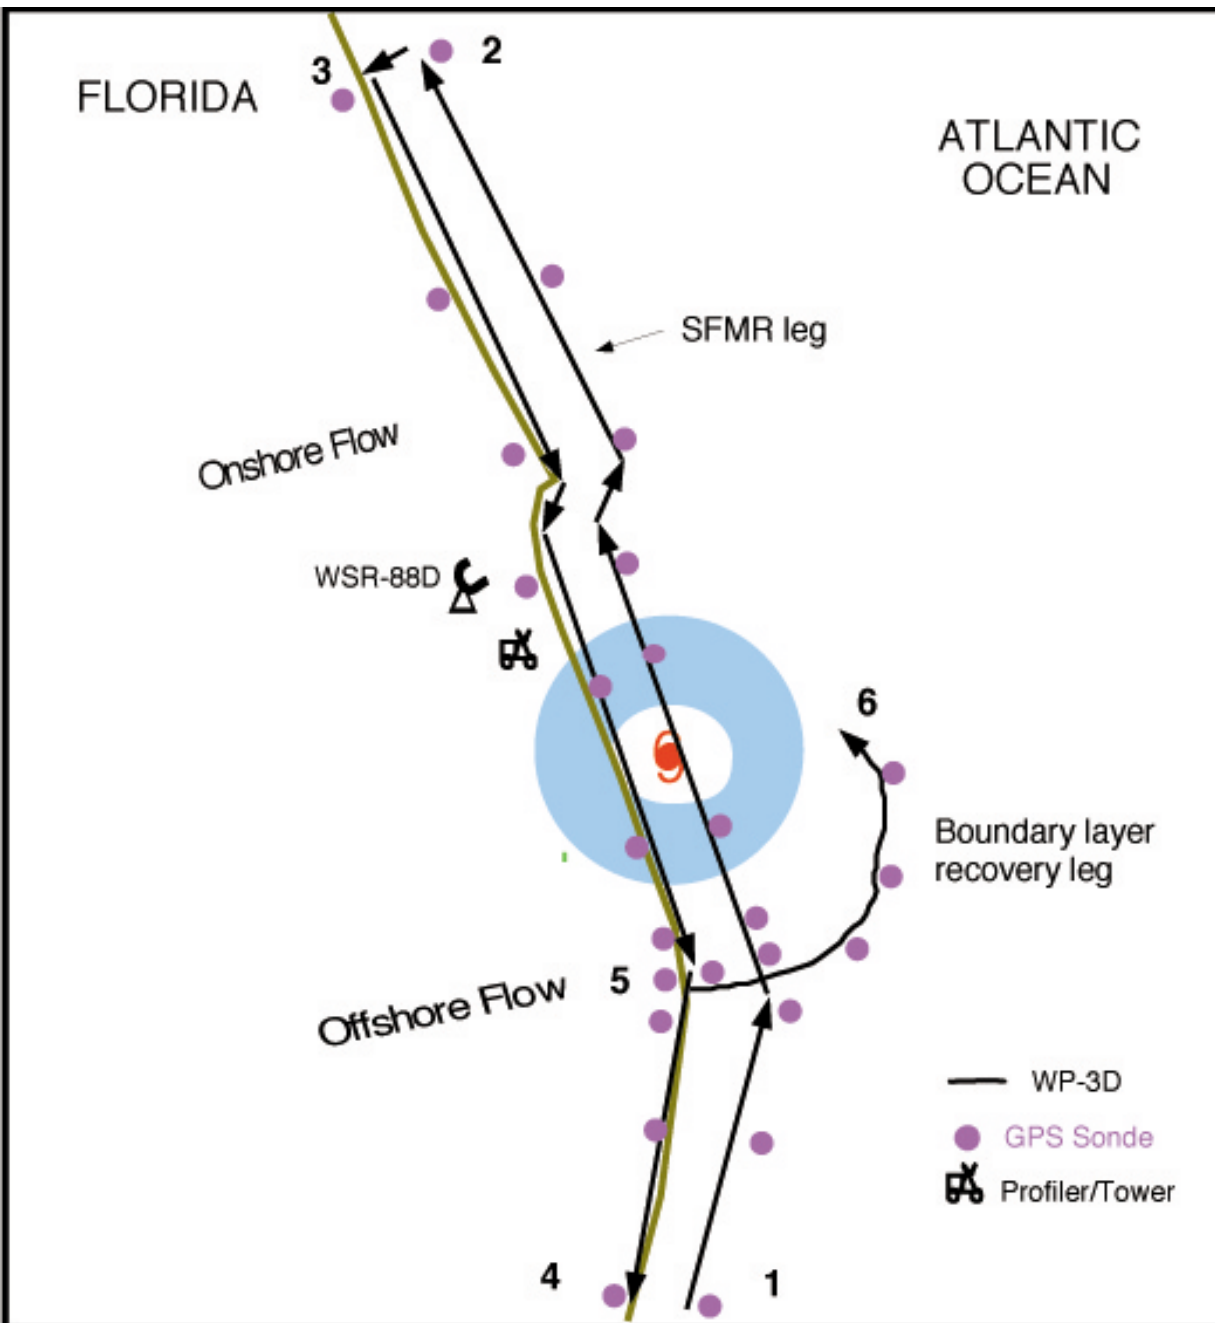 2
3
FLORIDA
ATLANTIC
OCEAN
SFMR leg
Onshore Flow
WSR-88D
6
Boundary layer
recovery leg
5
Offshore Flow
WP-3D
GPS Sonde
Profiler/Tower
4
1